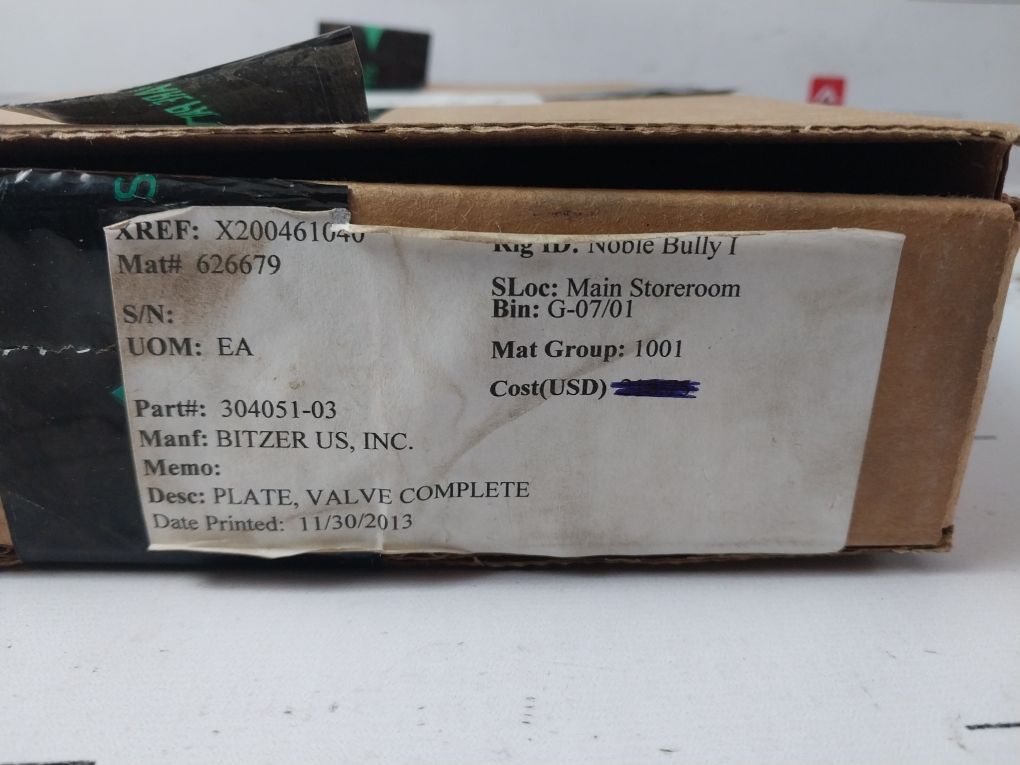 XREF: X200461040
Mat# 626679
S/N:
UOM: EA
Part#: 304051-03
Manf: BITZER US, INC.
Memo:
Desc: PLATE, VALVE COMPLETE
Date Printed: 11/30/2013
Rig ID: Noble Bully I
SLoc: Main Storeroom
Bin: G-07/01
Mat Group: 1001
Cost(USD)